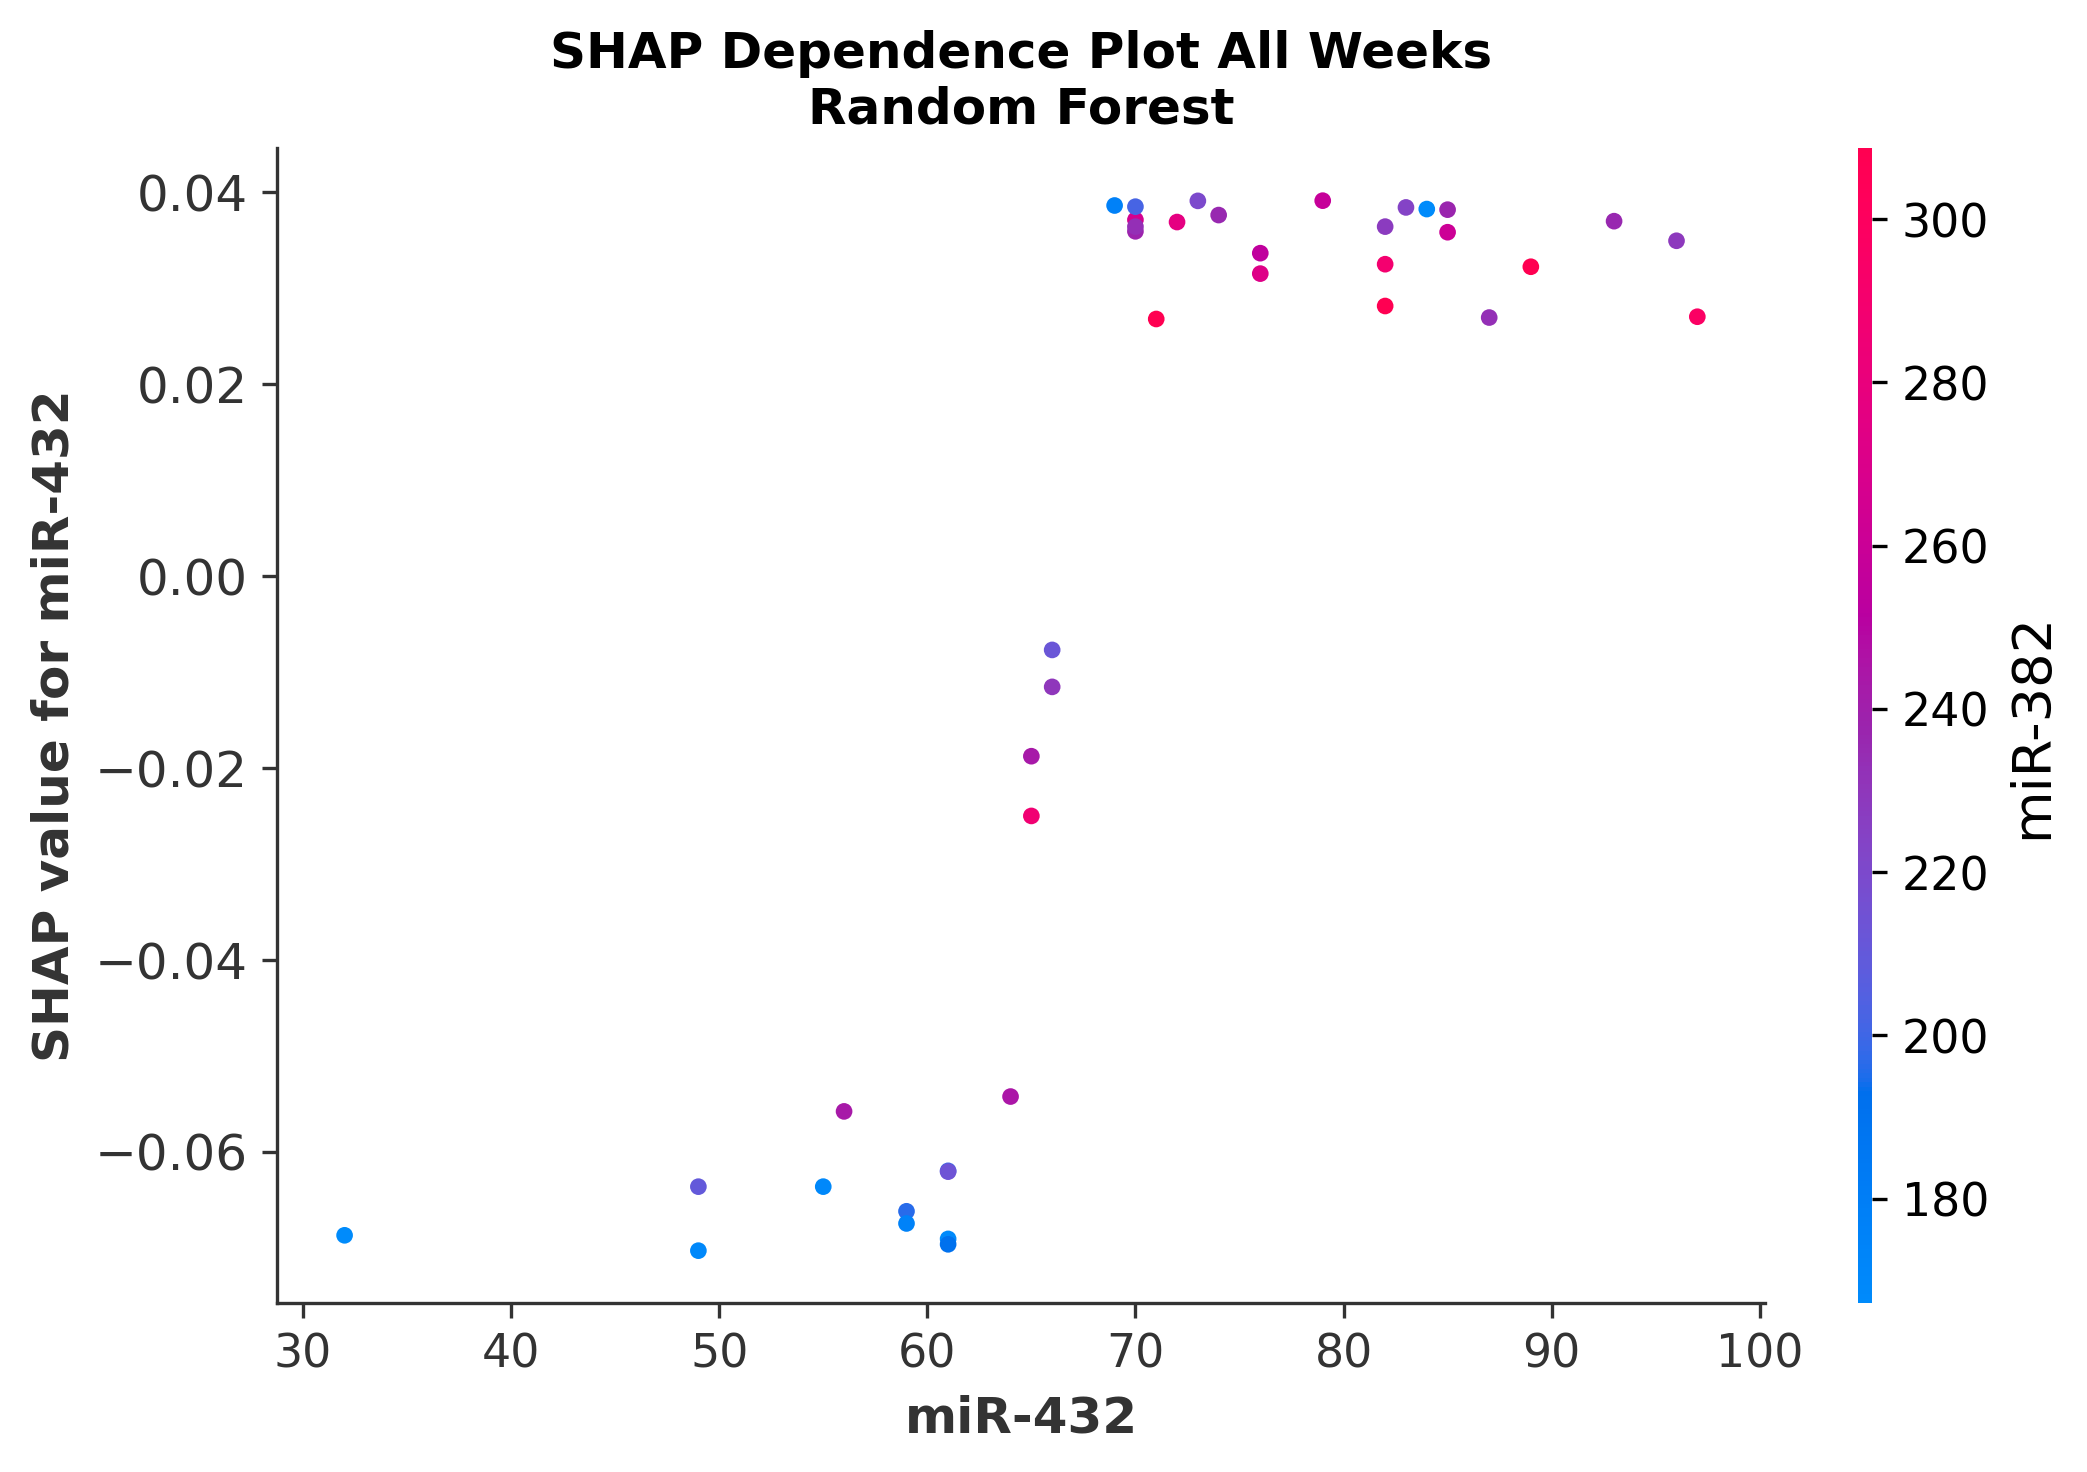 SHAP Dependence Plot All Weeks
Random Forest
SHAP value for miR-432
0.04
0.02
0.00
−0.02
−0.04
−0.06
30 40 50 60 70 80 90 100
miR-432
300
280
260
240
220
200
180
miR-382